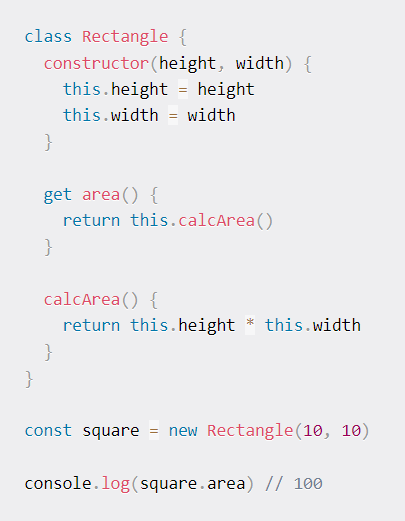 class Rectangle {
  constructor(height, width) {
    this.height = height
    this.width = width
  }

  get area() {
    return this.calcArea()
  }

  calcArea() {
    return this.height * this.width
  }
}

const square = new Rectangle(10, 10)

console.log(square.area) // 100